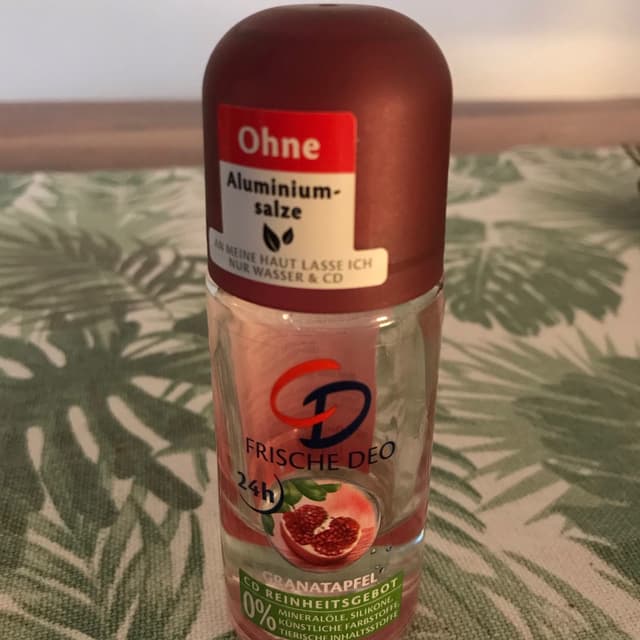 Ohne
Aluminium-
salze
AN MEINE HAUT LASSE ICH
NUR WASSER & CD
CD
FRISCHE DEO
24h
GRANATAPFEL
CD REINHEITSGEBOT
0% MINERALÖLE, SILIKONE,
KÜNSTLICHE FARBSTOFFE,
TIERISCHE INHALTSSTOFFE